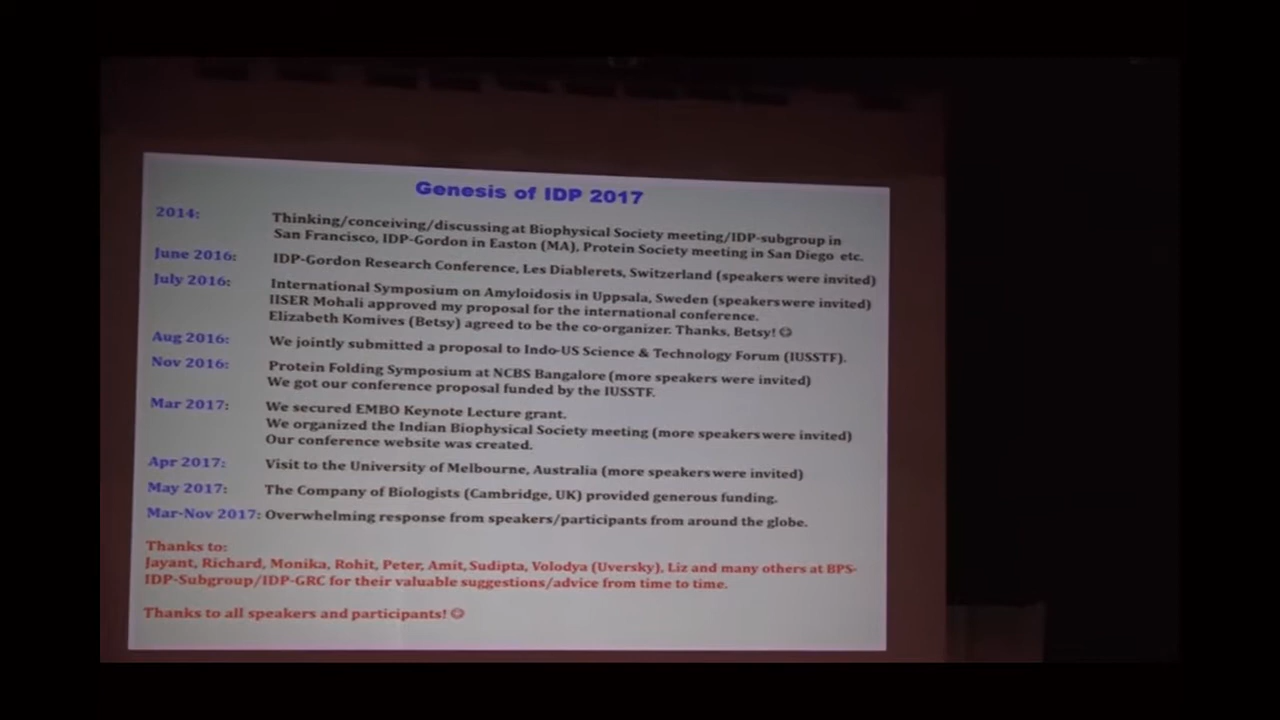 Genesis of IDP 2017
2014: Thinking/conceiving/discussing at Biophysical Society meeting/IDP-subgroup in
San Francisco, IDP-Gordon in Easton (MA), Protein Society meeting in San Diego etc.
June 2016: IDP-Gordon Research Conference, Les Diablerets, Switzerland (speakers were invited)
July 2016: International Symposium on Amyloidosis in Uppsala, Sweden (speakers were invited)
IISER Mohali approved my proposal for the international conference.
Elizabeth Komives (Betsy) agreed to be the co-organizer. Thanks, Betsy! ☺
Aug 2016: We jointly submitted a proposal to Indo-US Science & Technology Forum (IUSSTF).
Nov 2016: Protein Folding Symposium at NCBS Bangalore (more speakers were invited)
We got our conference proposal funded by the IUSSTF.
Mar 2017: We secured EMBO Keynote Lecture grant.
We organized the Indian Biophysical Society meeting (more speakers were invited)
Our conference website was created.
Apr 2017: Visit to the University of Melbourne, Australia (more speakers were invited)
May 2017: The Company of Biologists (Cambridge, UK) provided generous funding.
Mar-Nov 2017: Overwhelming response from speakers/participants from around the globe.
Thanks to:
Jayant, Richard, Monika, Rohit, Peter, Amit, Sudipta, Volodya (Uversky), Liz and many others at BPS-
IDP-Subgroup/IDP-GRC for their valuable suggestions/advice from time to time.
Thanks to all speakers and participants! ☺